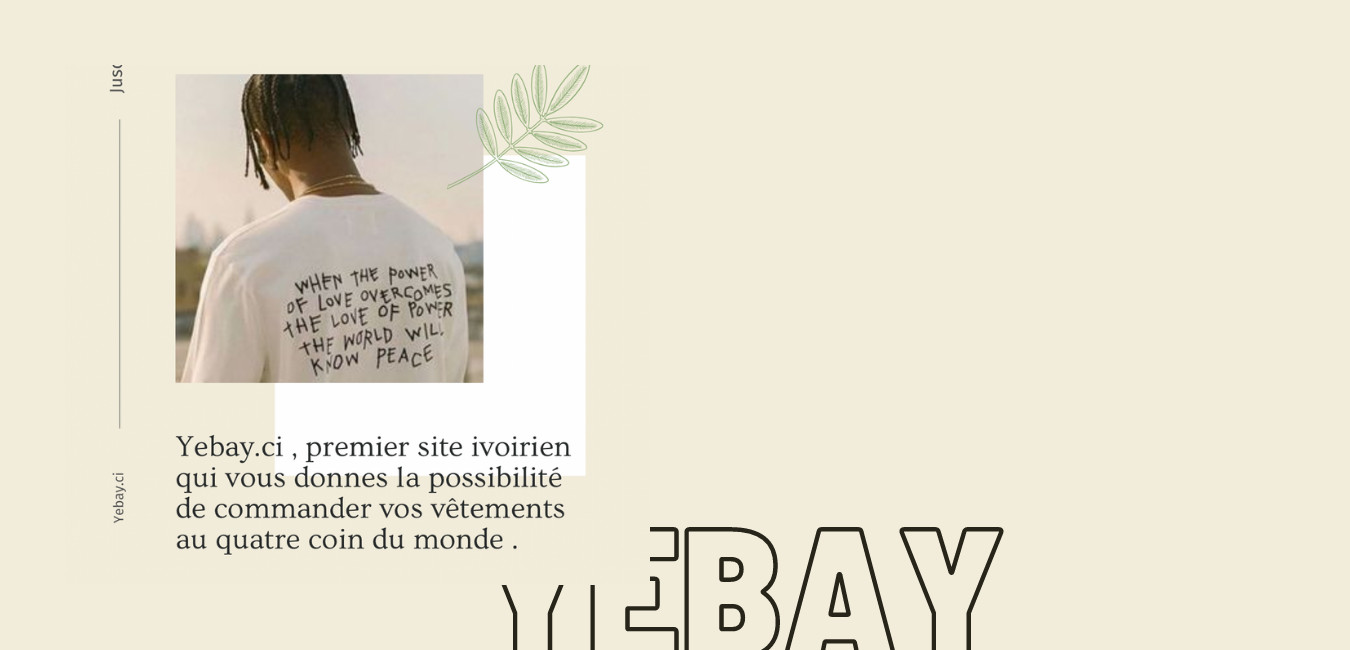 Jus
WHEN THE POWER
OF LOVE OVERCOMES
THE LOVE OF POWER
THE WORLD WILL
KNOW PEACE
Yebay.ci , premier site ivoirien
qui vous donnes la possibilité
de commander vos vêtements
au quatre coin du monde .
Yebay.ci
YEBAY